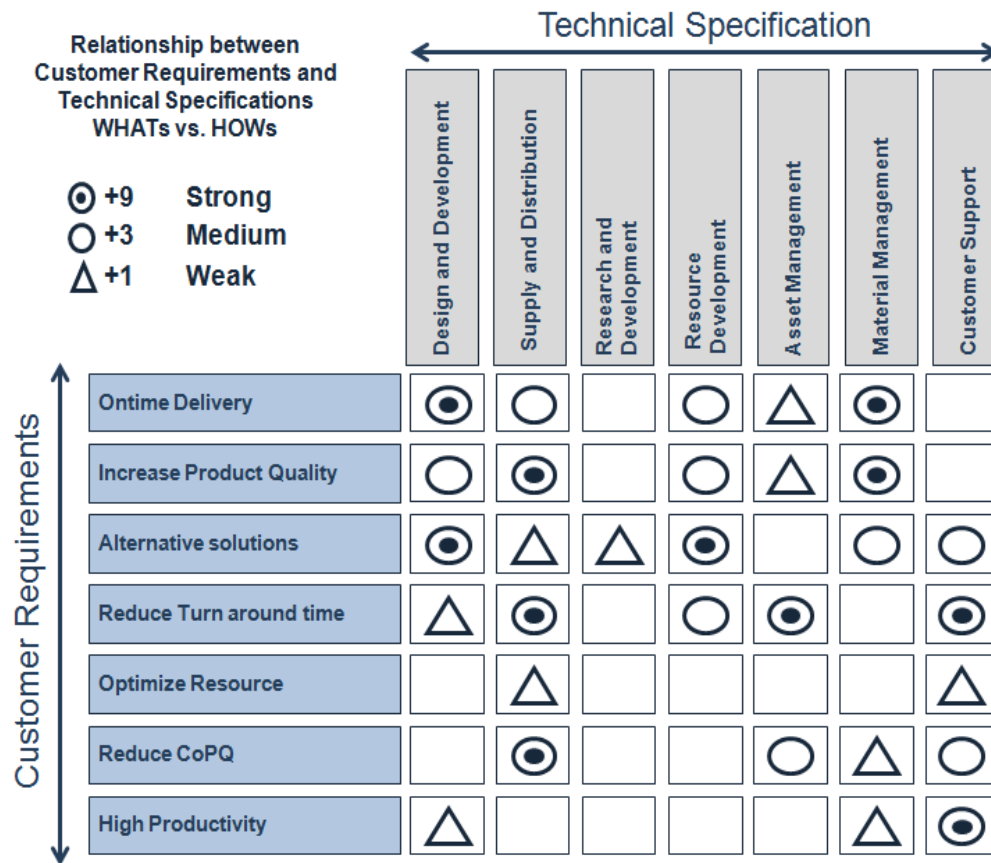 Technical Specification
Relationship between
Customer Requirements and
Technical Specifications
WHATs vs. HOWs
+9 Strong
+3 Medium
+1 Weak
Design and Development
Supply and Distribution
Research and
Development
Resource
Development
Asset Management
Material Management
Customer Support
Customer Requirements
Ontime Delivery
Increase Product Quality
Alternative solutions
Reduce Turn around time
Optimize Resource
Reduce CoPQ
High Productivity